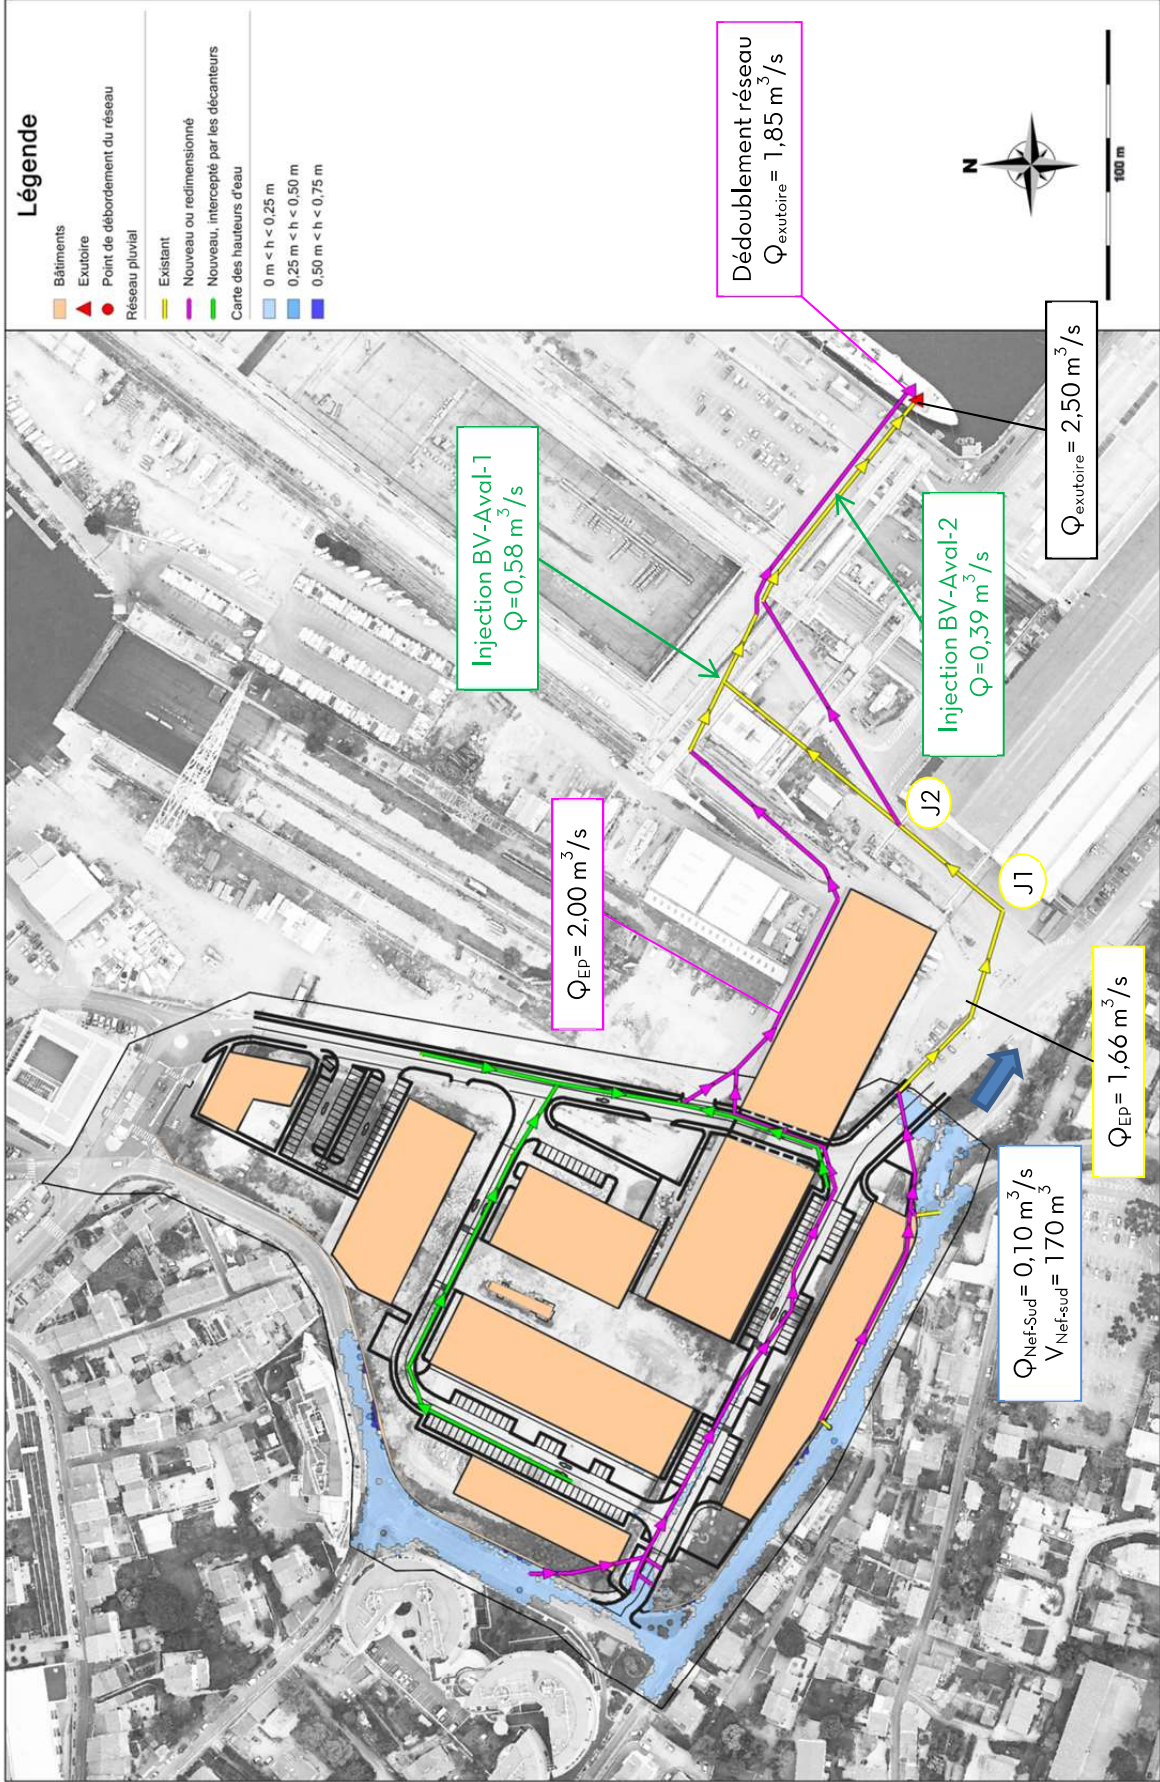 Légende
Bâtiments
Exutoire
Point de débordement du réseau
Réseau pluvial
Existant
Nouveau ou redimensionné
Nouveau, intercepté par les décanteurs
Carte des hauteurs d'eau
0 m < h < 0,25 m
0,25 m < h < 0,50 m
0,50 m < h < 0,75 m
Dédoublement réseau
Qexutoire = 1,85 m³/s
N
100 m
Injection BV-Aval-1
Q=0,58 m³/s
Qexutoire = 2,50 m³/s
Injection BV-Aval-2
Q=0,39 m³/s
QEP = 2,00 m³/s
J2
J1
QEP = 1,66 m³/s
QNef-Sud = 0,10 m³/s
VNef-sud = 170 m³